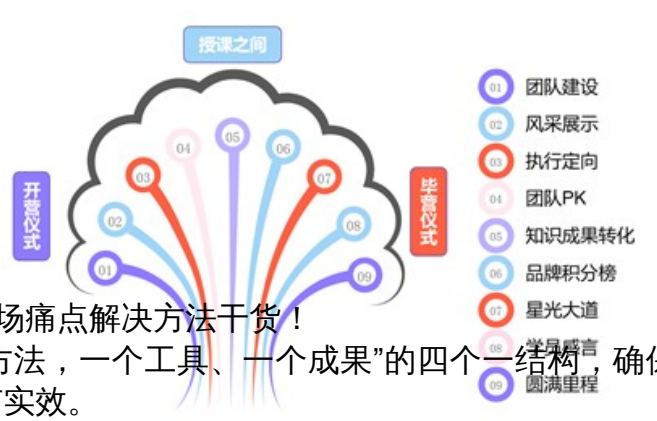 授课之间
开营仪式
01
02
03
04
05
06
07
08
09
毕营仪式
01 团队建设
02 风采展示
03 执行定向
04 团队PK
05 知识成果转化
06 品牌积分榜
07 星光大道
08 学员感言
09 圆满里程
场痛点解决方法干货！
方法，一个工具、一个成果”的四个一结构，确保
实效。